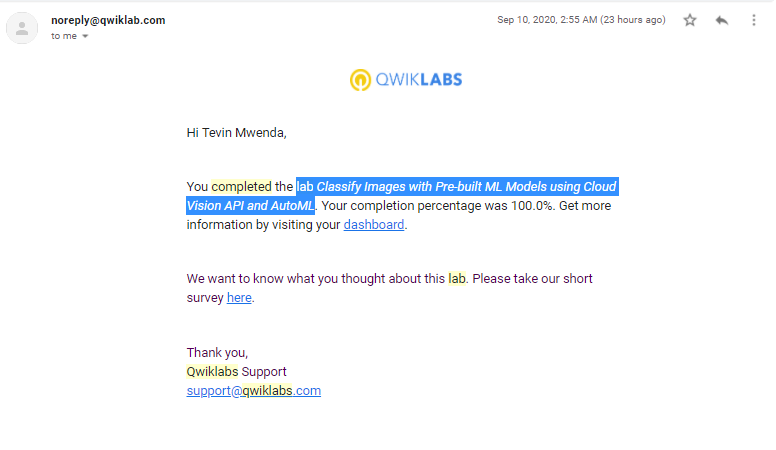 noreply@qwiklab.com
Sep 10, 2020, 2:55 AM (23 hours ago)
to me
QWIKLABS
Hi Tevin Mwenda,
You completed the lab Classify Images with Pre-built ML Models using Cloud
Vision API and AutoML. Your completion percentage was 100.0%. Get more
information by visiting your dashboard.
We want to know what you thought about this lab. Please take our short
survey here.
Thank you,
Qwiklabs Support
support@qwiklabs.com